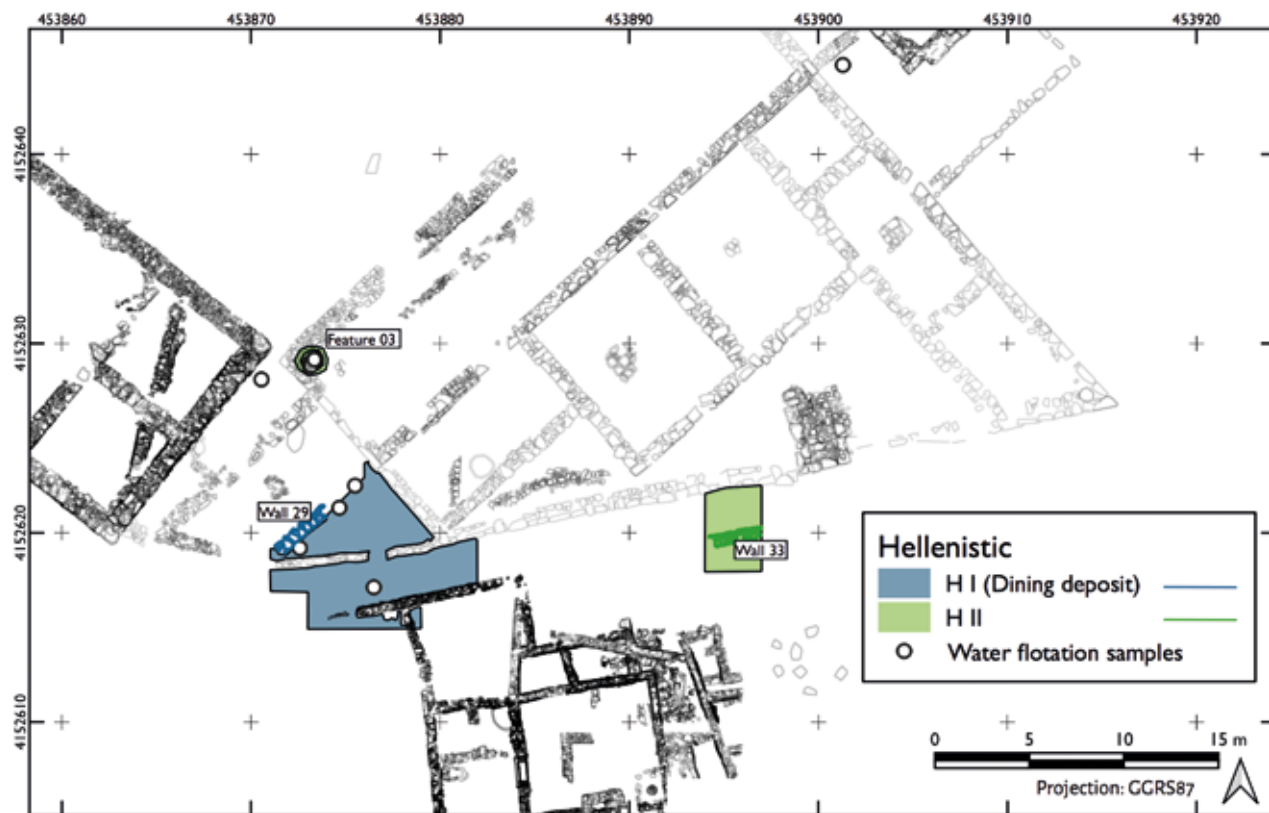 453860 453870 453880 453890 453900 453910 453920
4152640
4152630
4152620
4152610
Feature 03
Wall 29
Wall 33
Hellenistic
H I (Dining deposit)
H II
Water flotation samples
0 5 10 15 m
Projection: GGRS87